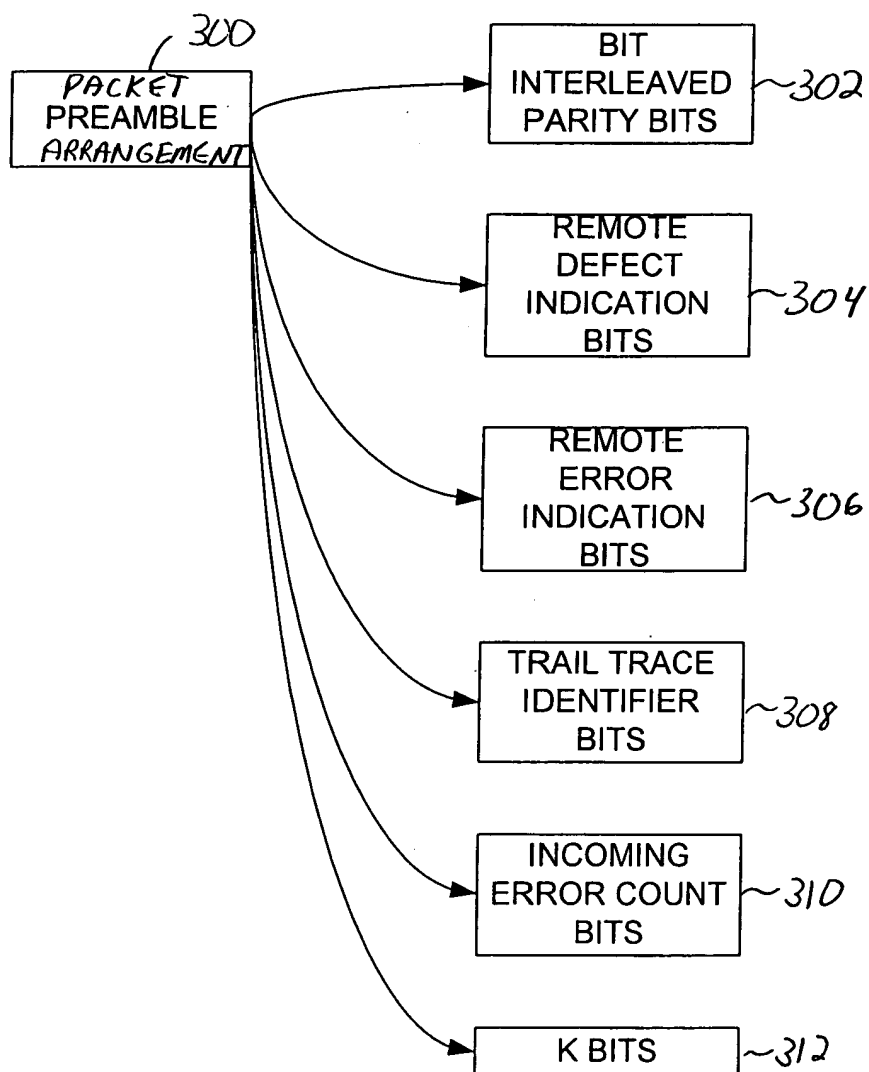 300
PACKET
PREAMBLE
ARRANGEMENT
BIT
INTERLEAVED
PARITY BITS
302
REMOTE
DEFECT
INDICATION
BITS
304
REMOTE
ERROR
INDICATION
BITS
306
TRAIL TRACE
IDENTIFIER
BITS
308
INCOMING
ERROR COUNT
BITS
310
K BITS
312